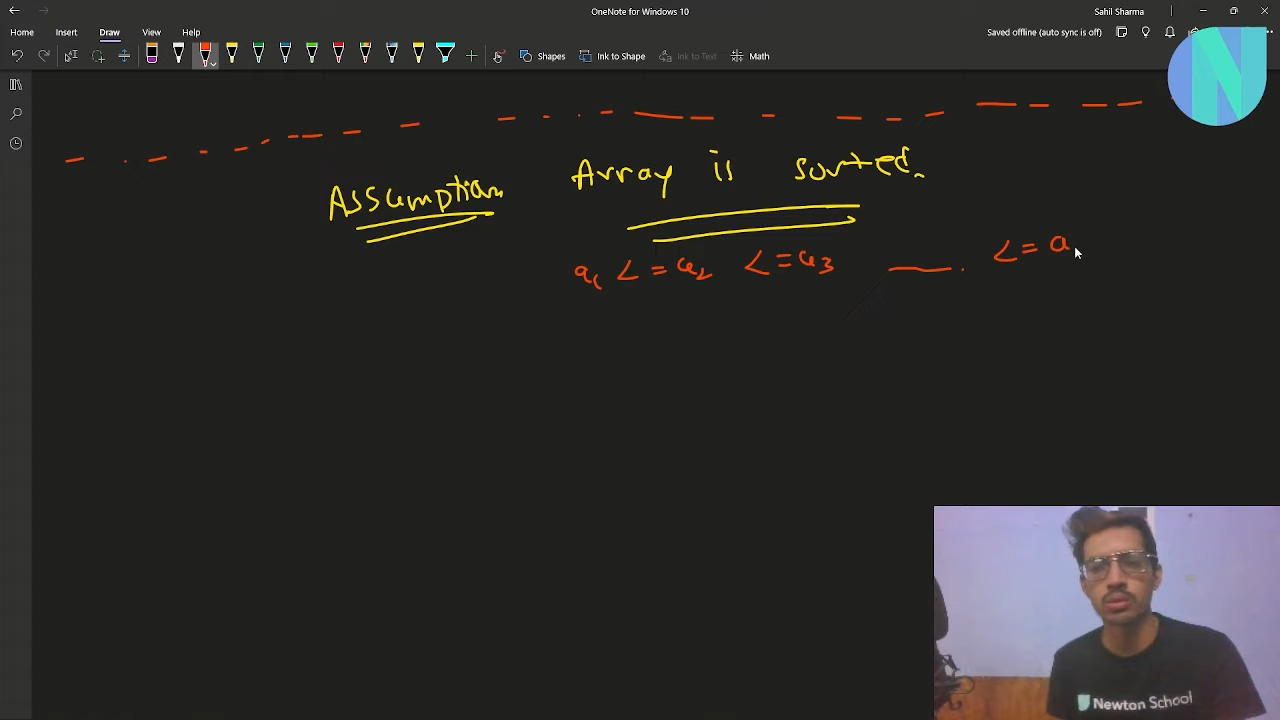 OneNote for Windows 10
Sahil Sharma
Home Insert Draw View Help
Saved offline (auto sync is off)
Shapes Ink to Shape Ink to Text Math
Assumption Array is sorted.
a1 <= a2 <= a3 —. <= a
Newton School